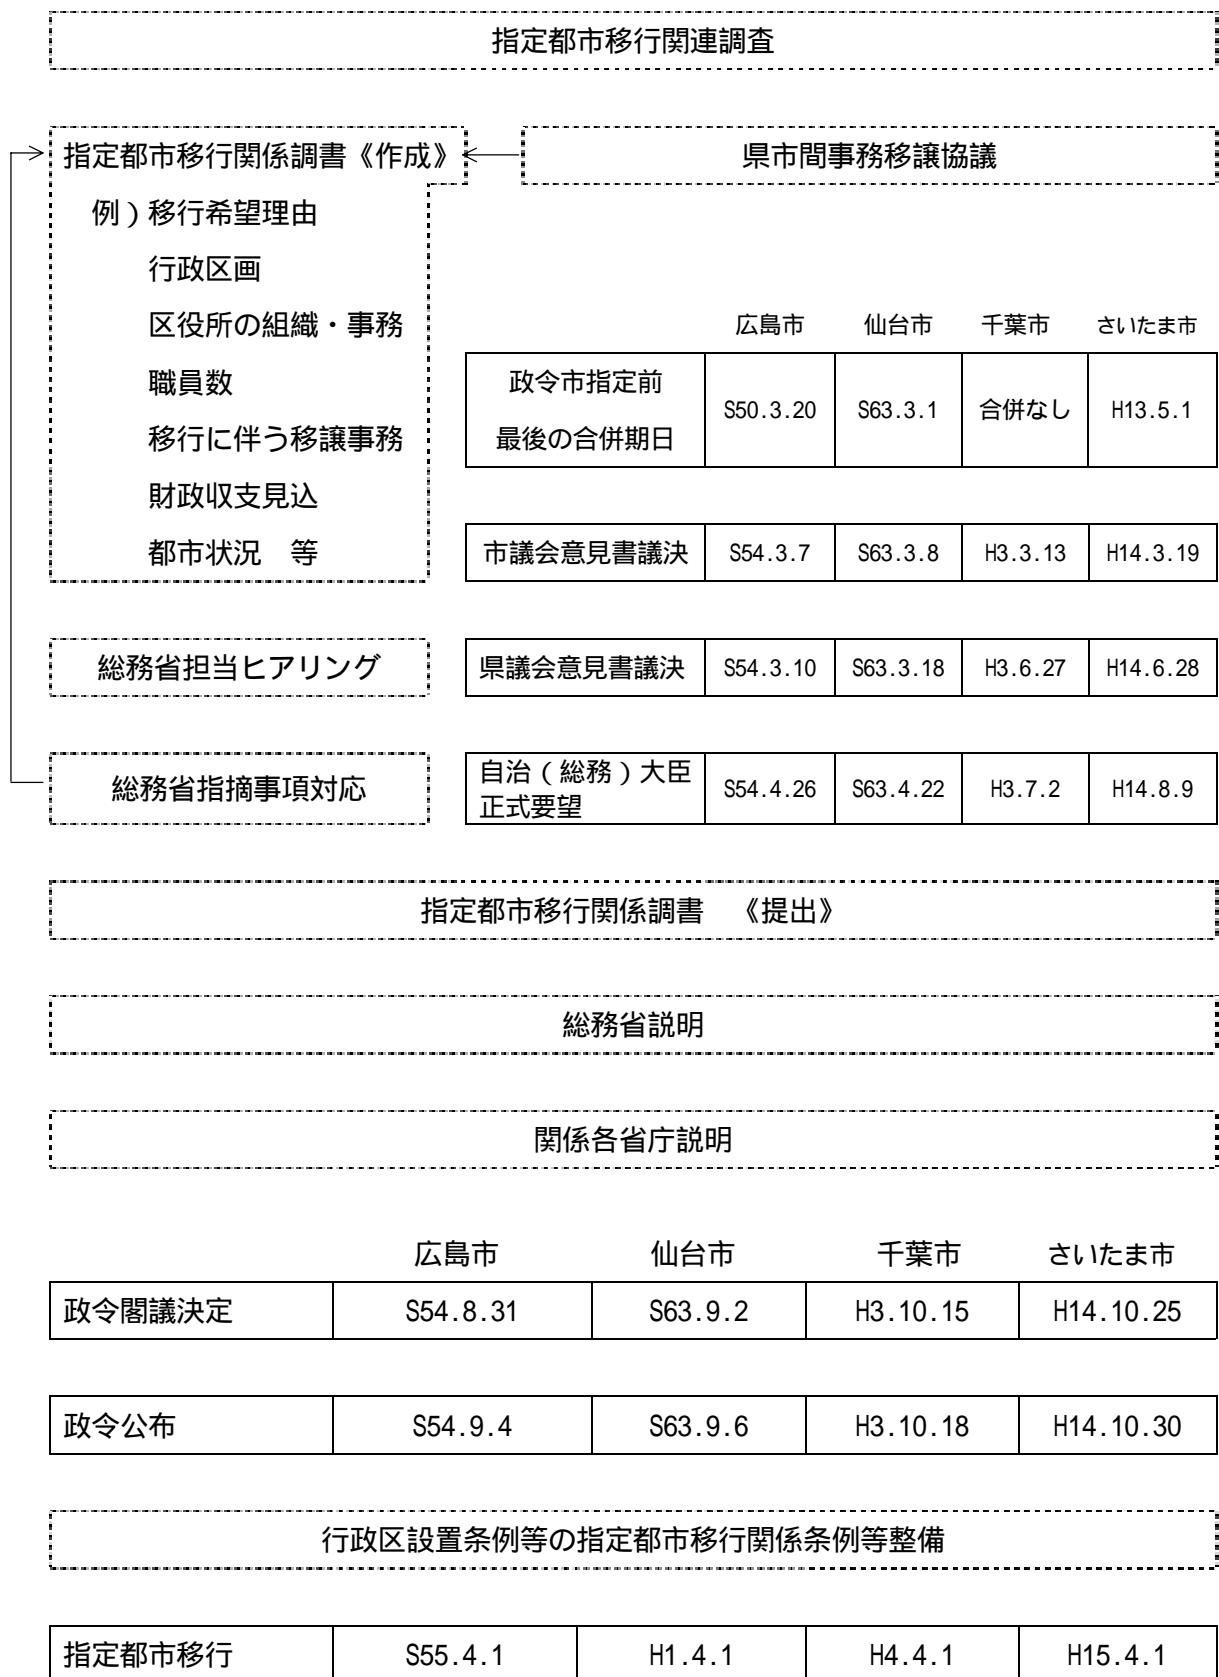 指定都市移行関連調査
指定都市移行関係調書《作成》
県市間事務移譲協議
例）移行希望理由
行政区画
区役所の組織・事務
職員数
移行に伴う移譲事務
財政収支見込
都市状況　等
広島市 仙台市 千葉市 さいたま市
政令市指定前
最後の合併期日 S50.3.20 S63.3.1 合併なし H13.5.1
市議会意見書議決 S54.3.7 S63.3.8 H3.3.13 H14.3.19
総務省担当ヒアリング
県議会意見書議決 S54.3.10 S63.3.18 H3.6.27 H14.6.28
総務省指摘事項対応
自治（総務）大臣
正式要望 S54.4.26 S63.4.22 H3.7.2 H14.8.9
指定都市移行関係調書　《提出》
総務省説明
関係各省庁説明
広島市 仙台市 千葉市 さいたま市
政令閣議決定 S54.8.31 S63.9.2 H3.10.15 H14.10.25
政令公布 S54.9.4 S63.9.6 H3.10.18 H14.10.30
行政区設置条例等の指定都市移行関係条例等整備
指定都市移行 S55.4.1 H1.4.1 H4.4.1 H15.4.1